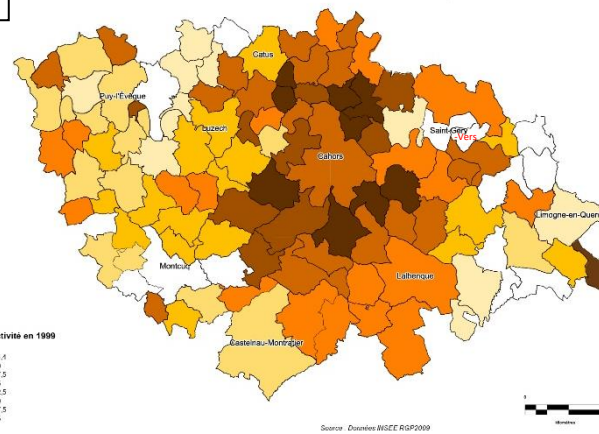 Catus
Puy-l'Évêque
Luzech
Saint-Géry
-Vers
Cahors
Limogne-en-Quer
Montcuq
Lalbenque
tivité en 1999
Castelnau-Montratier
Source : Données INSEE RGP2009